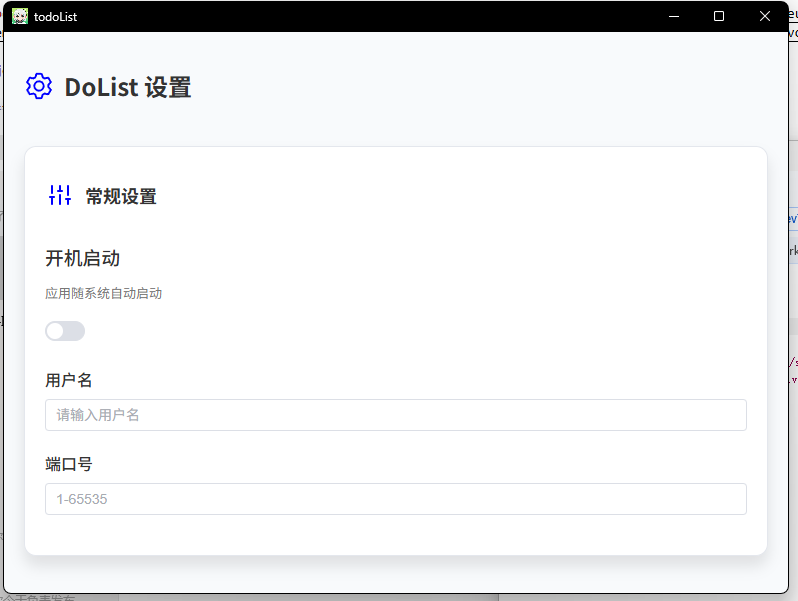 todoList
DoList 设置
常规设置
开机启动
应用随系统自动启动
用户名
请输入用户名
端口号
1-65535